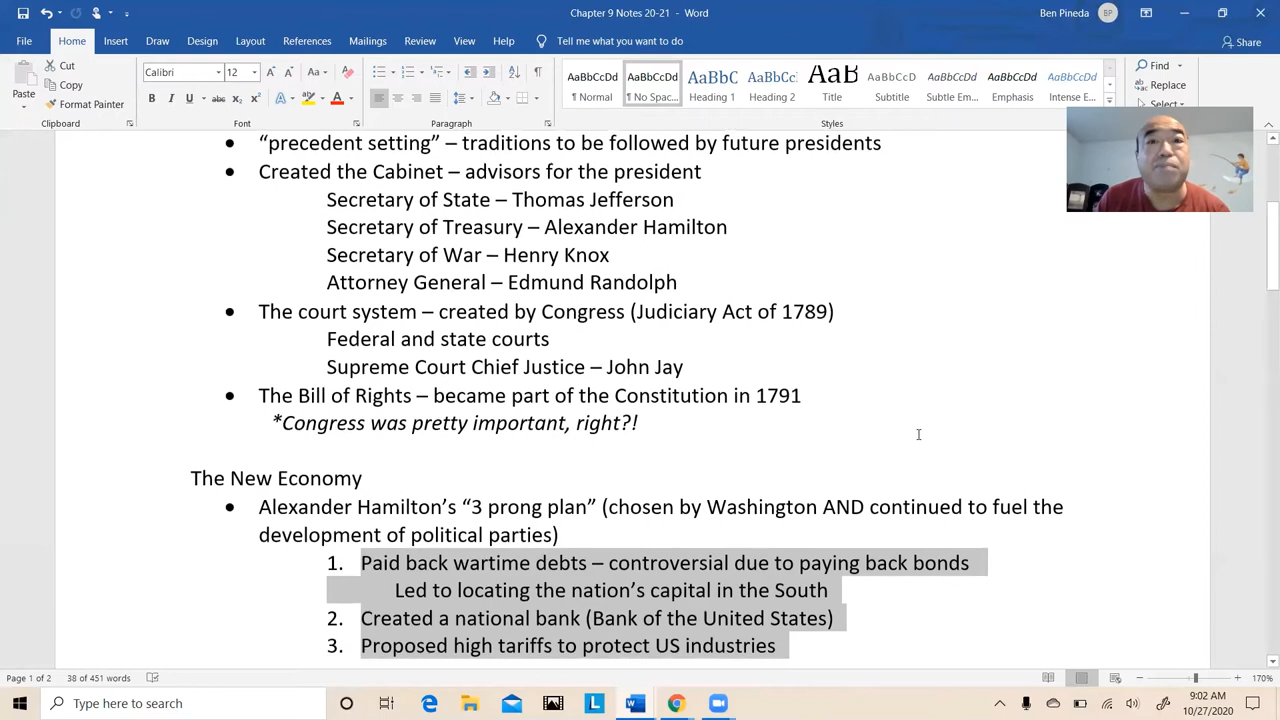 Chapter 9 Notes 20-21 - Word
Ben Pineda
BP
File Home Insert Draw Design Layout References Mailings Review View Help Tell me what you want to do
Share
Paste
Cut
Copy
Format Painter
Clipboard
Calibri 12
Aa
B I U
Font
Paragraph
AaBbCcDd AaBbCcDd AaBbC AaBbCc AaB AaBbCcD AaBbCcDd AaBbCcDd AaBbCcDd
¶ Normal ¶ No Spac... Heading 1 Heading 2 Title Subtitle Subtle Em... Emphasis Intense E...
Styles
Find
Replace
Select
• “precedent setting” – traditions to be followed by future presidents
• Created the Cabinet – advisors for the president
Secretary of State – Thomas Jefferson
Secretary of Treasury – Alexander Hamilton
Secretary of War – Henry Knox
Attorney General – Edmund Randolph
• The court system – created by Congress (Judiciary Act of 1789)
Federal and state courts
Supreme Court Chief Justice – John Jay
• The Bill of Rights – became part of the Constitution in 1791
*Congress was pretty important, right?!
The New Economy
• Alexander Hamilton’s “3 prong plan” (chosen by Washington AND continued to fuel the
development of political parties)
1. Paid back wartime debts – controversial due to paying back bonds
Led to locating the nation’s capital in the South
2. Created a national bank (Bank of the United States)
3. Proposed high tariffs to protect US industries
Page 1 of 2 38 of 451 words
170%
Type here to search
9:02 AM
10/27/2020